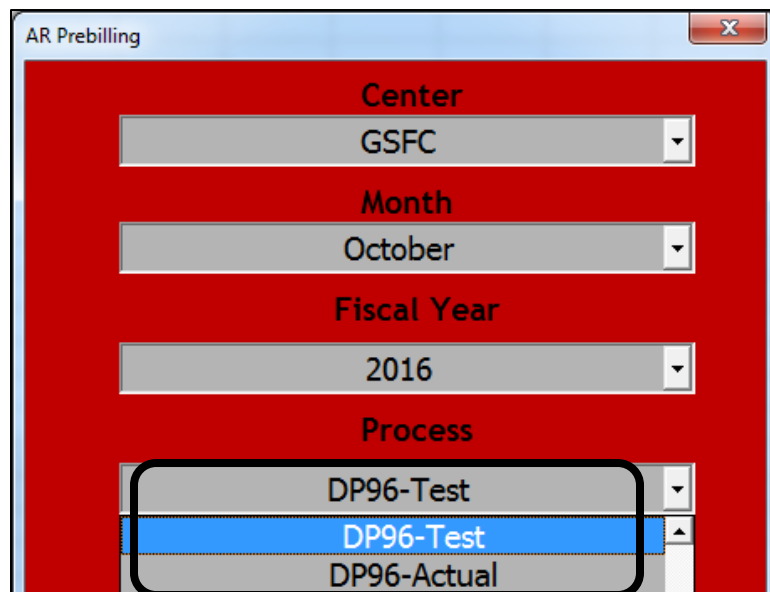 AR Prebilling
Center
GSFC
Month
October
Fiscal Year
2016
Process
DP96-Test
DP96-Test
DP96-Actual